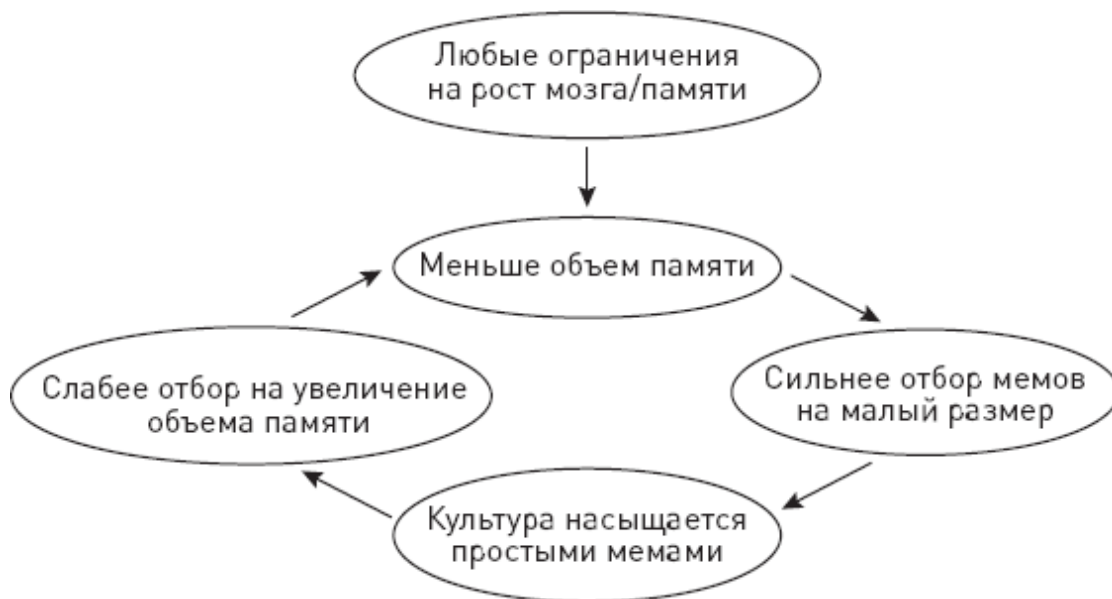 Любые ограничения
на рост мозга/памяти
Меньше объем памяти
Сильнее отбор мемов
на малый размер
Культура насыщается
простыми мемами
Слабее отбор на увеличение
объема памяти